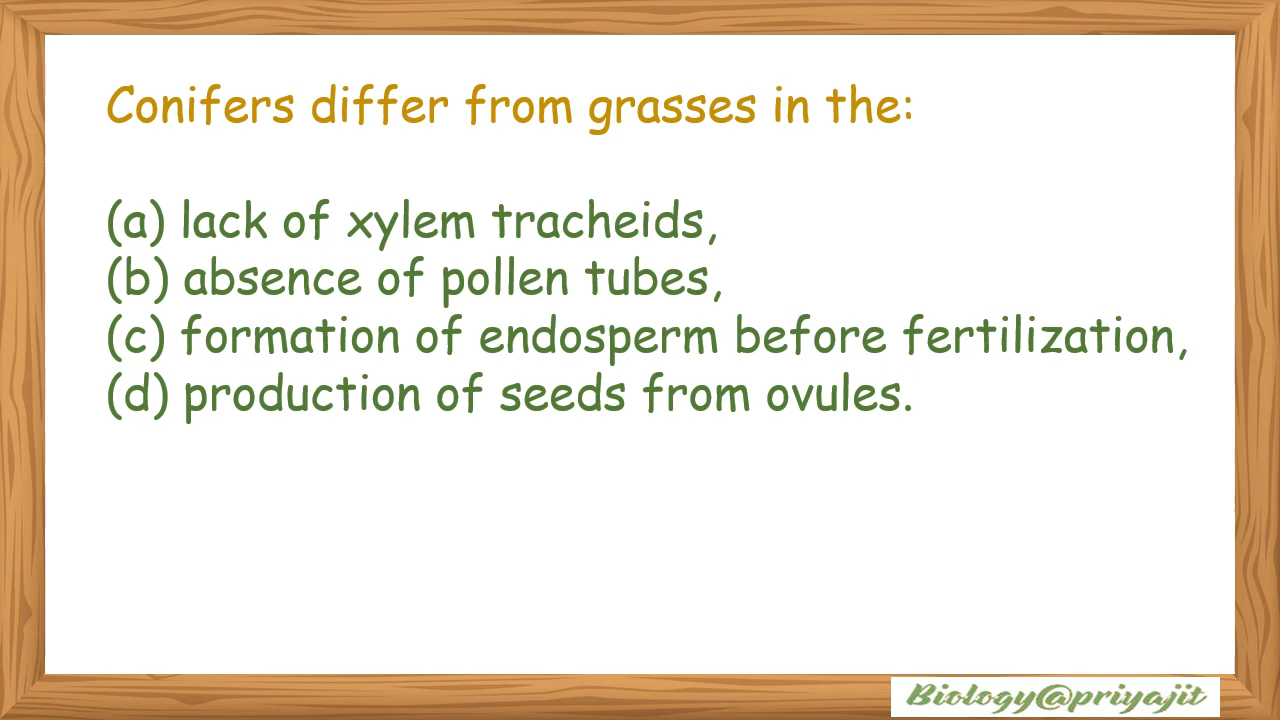 Conifers differ from grasses in the:
(a) lack of xylem tracheids,
(b) absence of pollen tubes,
(c) formation of endosperm before fertilization,
(d) production of seeds from ovules.
Biology@priyajit